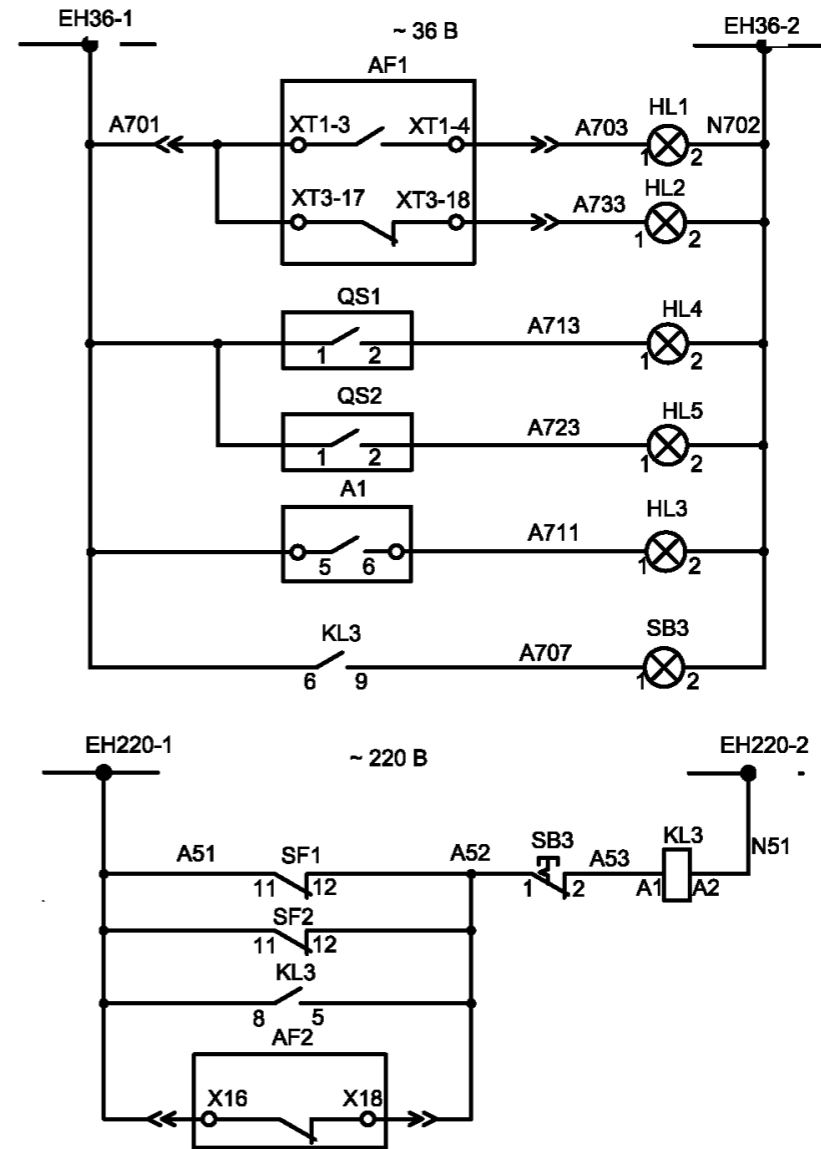 EH36-1 ~ 36 В EH36-2
AF1
A701 XT1-3 XT1-4 A703 HL1 N702
1 2
XT3-17 XT3-18 A733 HL2
1 2
QS1 A713 HL4
1 2 1 2
QS2 A723 HL5
1 2 1 2
A1 A711 HL3
5 6 1 2
KL3 A707 SB3
6 9 1 2
EH220-1 ~ 220 В EH220-2
A51 SF1 A52 SB3 A53 KL3 N51
11 12 1 2 A1 A2
SF2
11 12
KL3
8 5
AF2
X16 X18